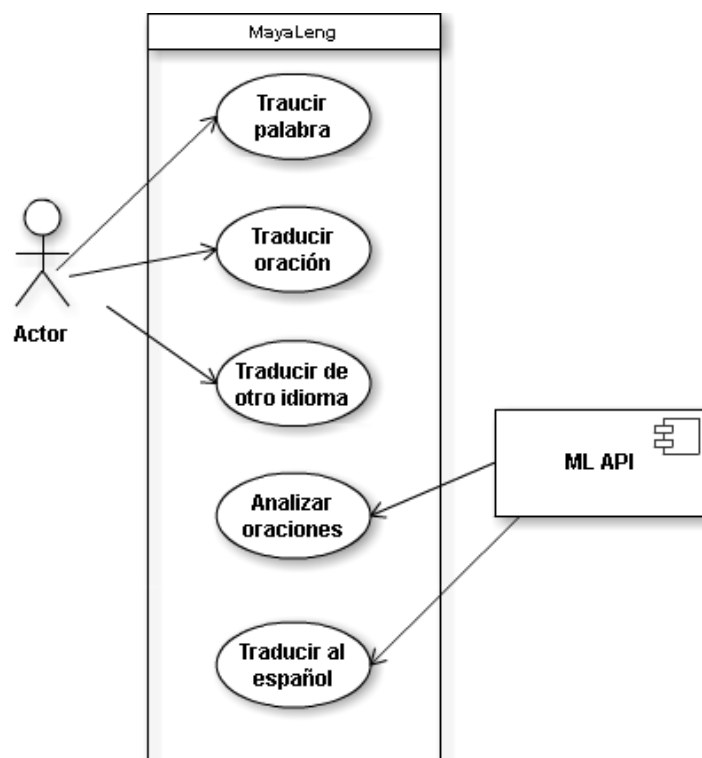 MayaLeng
Traucir
palabra
Traducir
oración
Actor
Traducir de
otro idioma
ML API
Analizar
oraciones
Traducir al
español